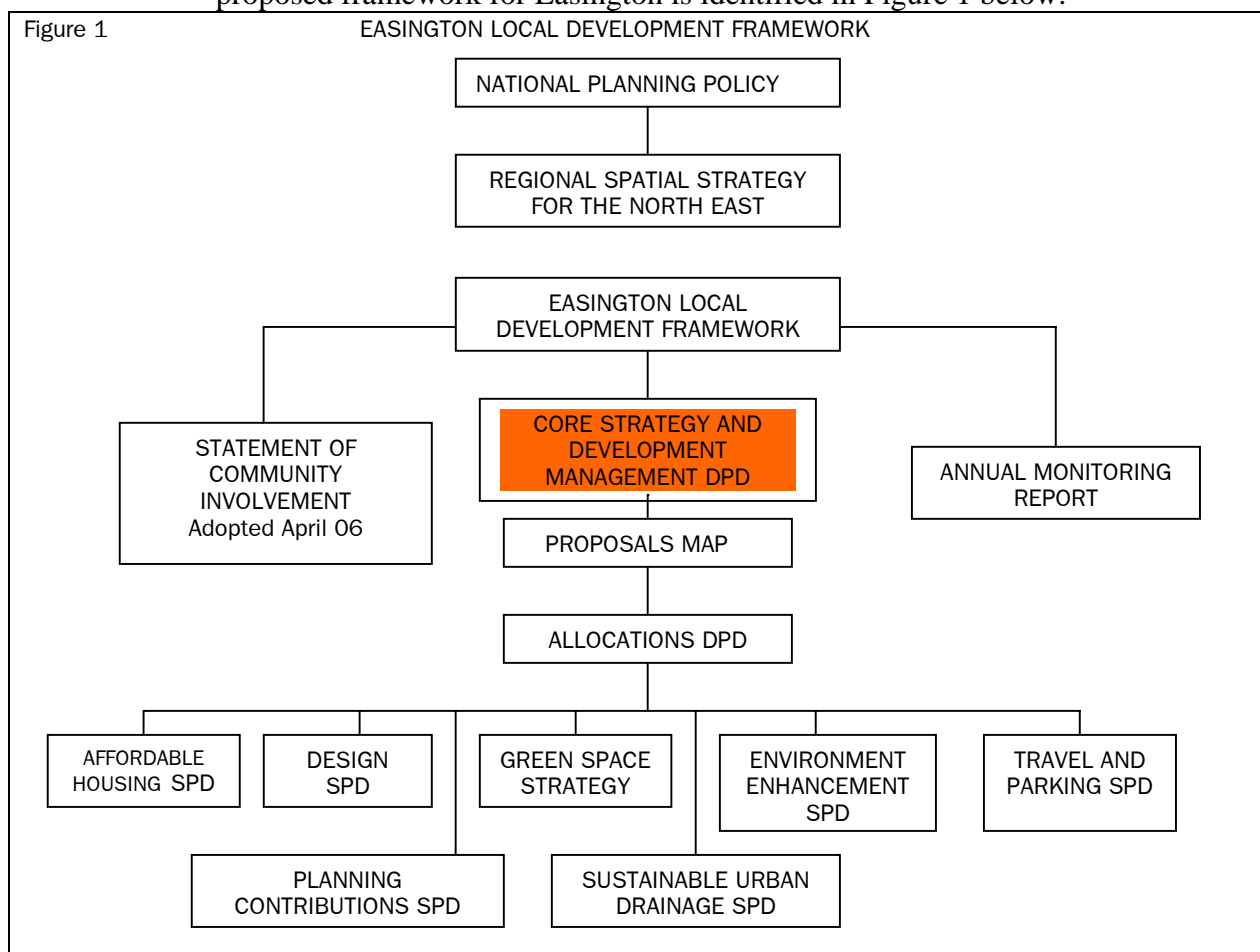 proposed framework for Easington is identified in Figure 1 below.
Figure 1
EASINGTON LOCAL DEVELOPMENT FRAMEWORK
NATIONAL PLANNING POLICY
REGIONAL SPATIAL STRATEGY
FOR THE NORTH EAST
EASINGTON LOCAL
DEVELOPMENT FRAMEWORK
STATEMENT OF
COMMUNITY
INVOLVEMENT
Adopted April 06
CORE STRATEGY AND
DEVELOPMENT
MANAGEMENT DPD
ANNUAL MONITORING
REPORT
PROPOSALS MAP
ALLOCATIONS DPD
AFFORDABLE
HOUSING SPD
DESIGN
SPD
GREEN SPACE
STRATEGY
ENVIRONMENT
ENHANCEMENT
SPD
TRAVEL AND
PARKING SPD
PLANNING
CONTRIBUTIONS SPD
SUSTAINABLE URBAN
DRAINAGE SPD